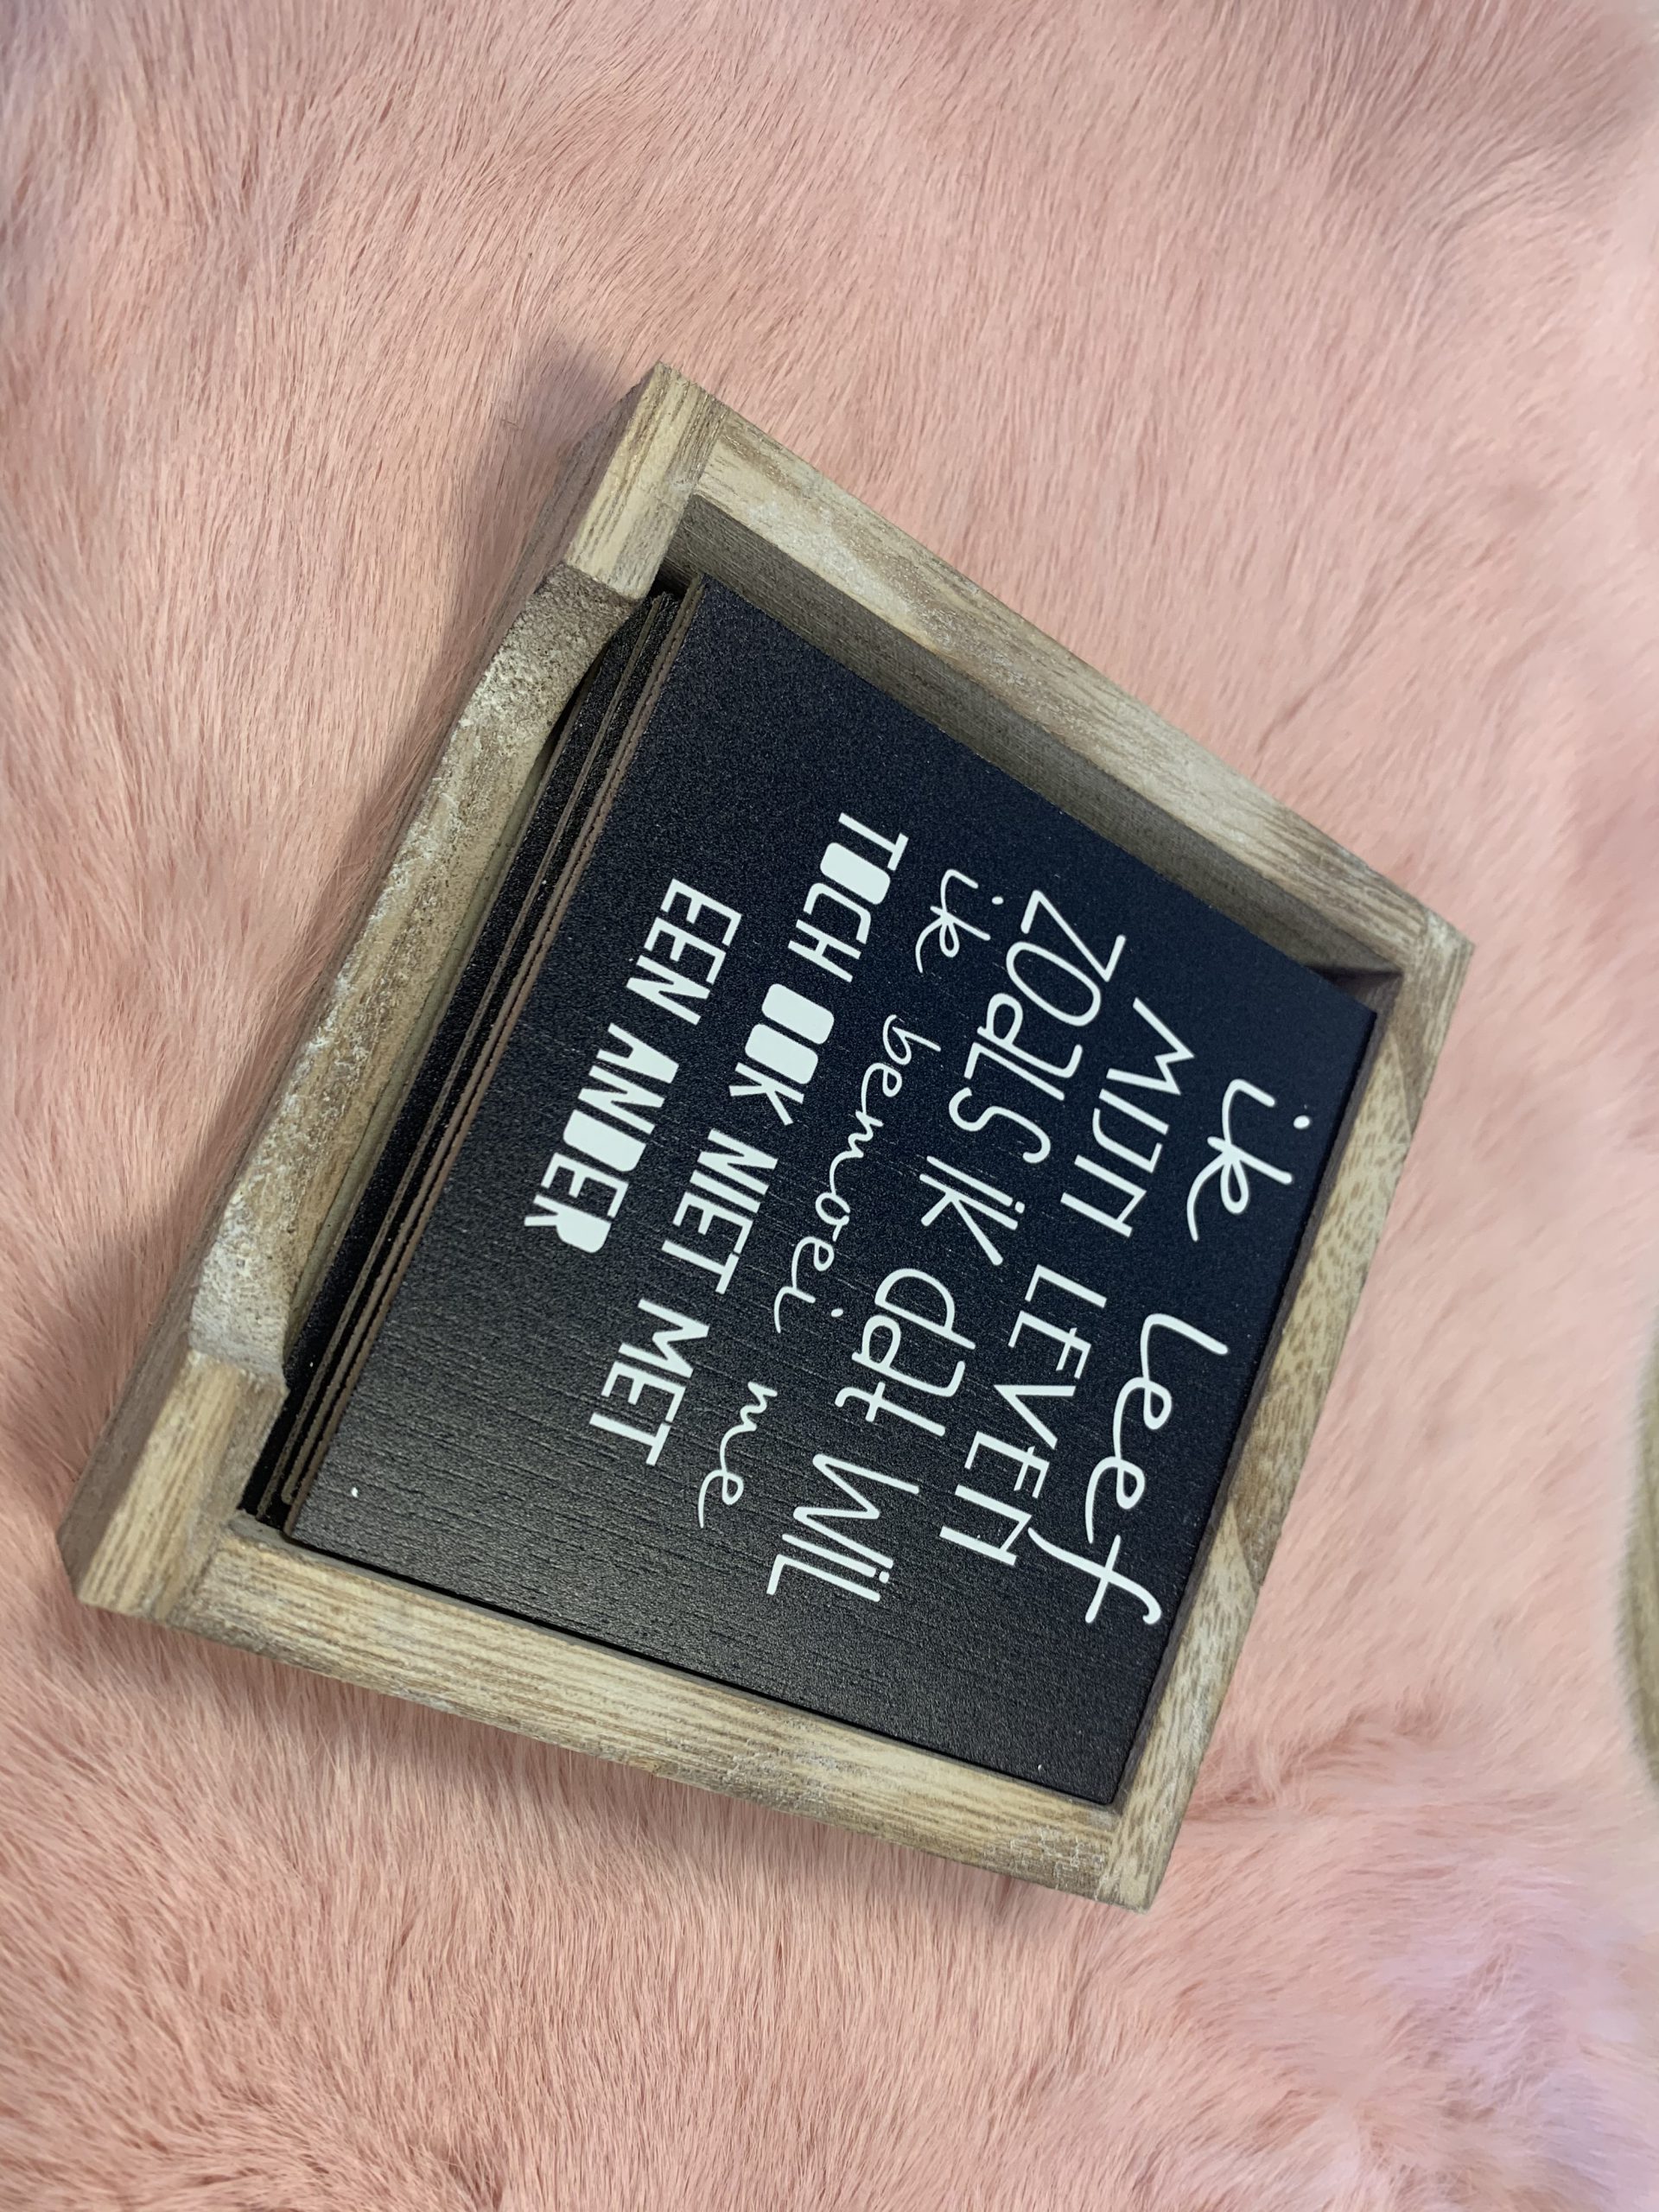 ik leef
MIJN LEVEN
ZOALS iK DAt WiL
ik bemoei me
TOCH OOK NIET MET
EEN ANDER